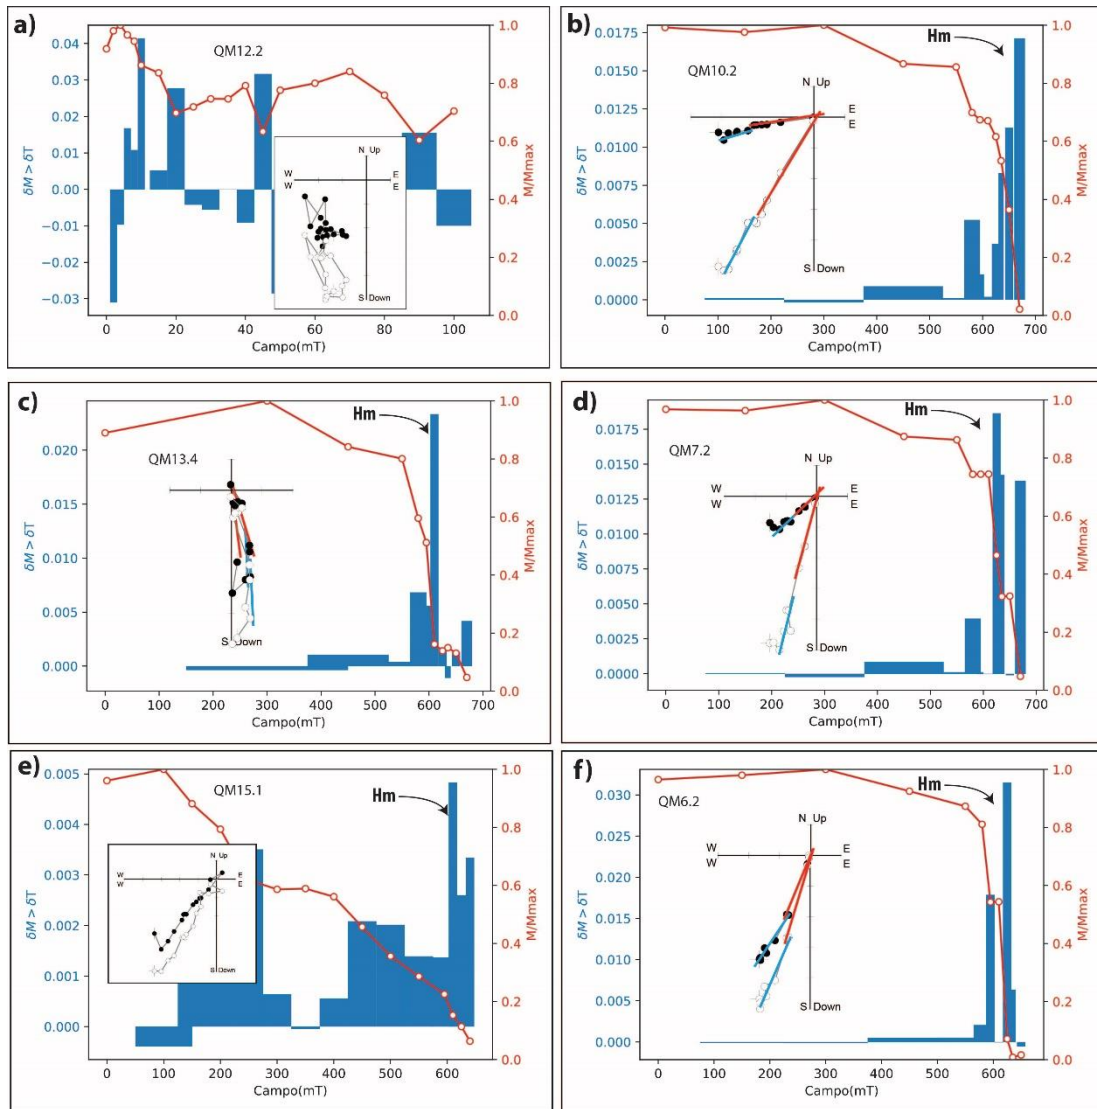 a)
QM12.2
0.04
0.03
0.02
0.01
0.00
−0.01
−0.02
−0.03
δM > δT
1.0
0.8
0.6
0.4
0.2
0.0
M/Mmax
N Up
W E
W E
S Down
0 20 40 60 80 100
Campo(mT)
b)
QM10.2
Hm
0.0175
0.0150
0.0125
0.0100
0.0075
0.0050
0.0025
0.0000
δM > δT
1.0
0.8
0.6
0.4
0.2
0.0
M/Mmax
N Up
E
E
S Down
0 100 200 300 400 500 600 700
Campo(mT)
c)
QM13.4
Hm
0.020
0.015
0.010
0.005
0.000
δM > δT
1.0
0.8
0.6
0.4
0.2
0.0
M/Mmax
S Down
0 100 200 300 400 500 600 700
Campo(mT)
d)
QM7.2
Hm
0.0175
0.0150
0.0125
0.0100
0.0075
0.0050
0.0025
0.0000
δM > δT
1.0
0.8
0.6
0.4
0.2
0.0
M/Mmax
N Up
W E
W E
S Down
0 100 200 300 400 500 600 700
Campo(mT)
e)
QM15.1
Hm
0.005
0.004
0.003
0.002
0.001
0.000
δM > δT
1.0
0.8
0.6
0.4
0.2
0.0
M/Mmax
N Up
W E
W E
S Down
0 100 200 300 400 500 600
Campo(mT)
f)
QM6.2
Hm
0.030
0.025
0.020
0.015
0.010
0.005
0.000
δM > δT
1.0
0.8
0.6
0.4
0.2
0.0
M/Mmax
N Up
W E
W E
S Down
0 100 200 300 400 500 600
Campo(mT)